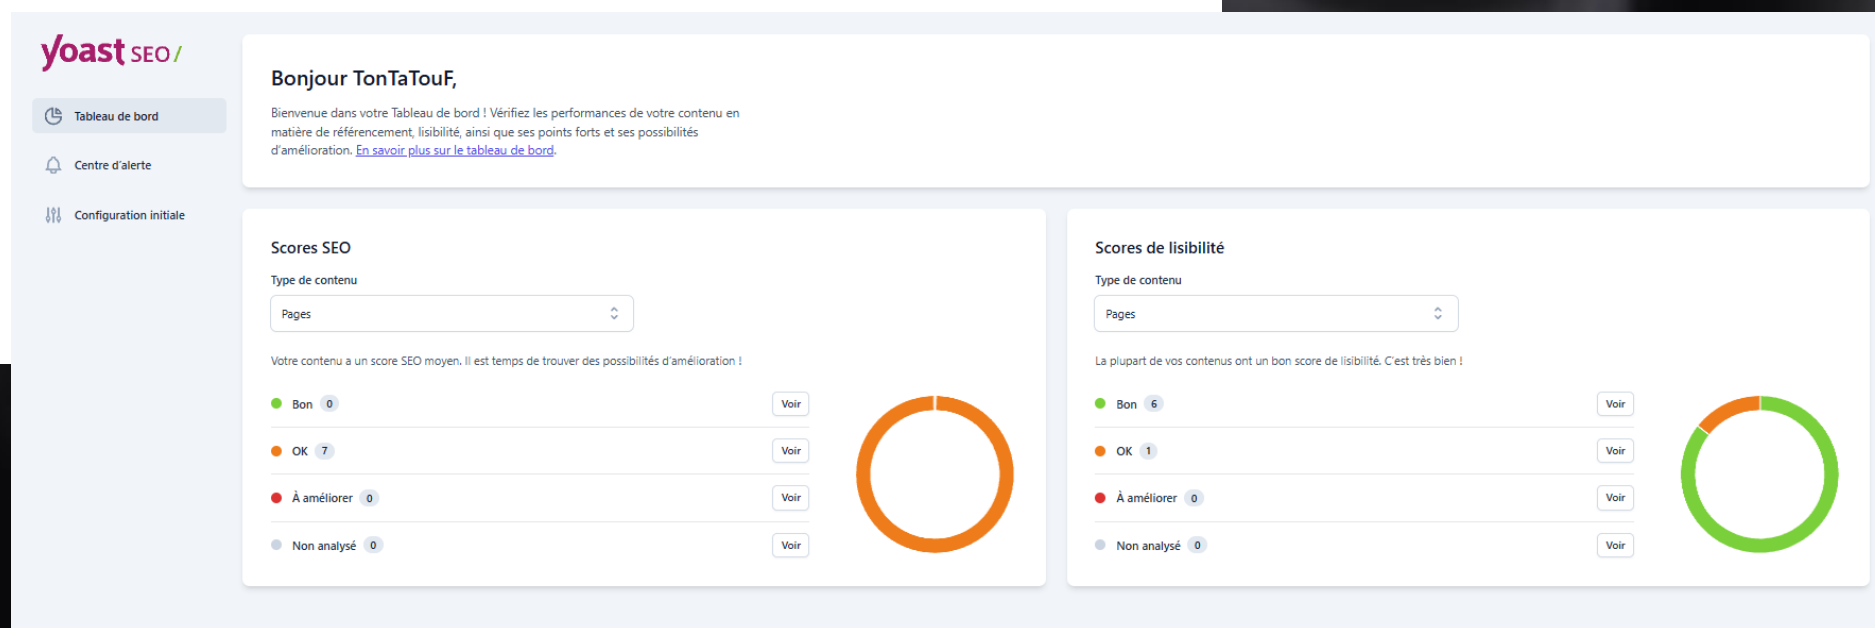 yoast SEO/
Tableau de bord
Centre d'alerte
Configuration initiale
Bonjour TonTaTouF,
Bienvenue dans votre Tableau de bord ! Vérifiez les performances de votre contenu en
matière de référencement, lisibilité, ainsi que ses points forts et ses possibilités
d'amélioration. En savoir plus sur le tableau de bord.
Scores SEO
Type de contenu
Pages
Votre contenu a un score SEO moyen. Il est temps de trouver des possibilités d'amélioration !
Bon 0 Voir
OK 7 Voir
À améliorer 0 Voir
Non analysé 0 Voir
Scores de lisibilité
Type de contenu
Pages
La plupart de vos contenus ont un bon score de lisibilité. C'est très bien !
Bon 6 Voir
OK 1 Voir
À améliorer 0 Voir
Non analysé 0 Voir